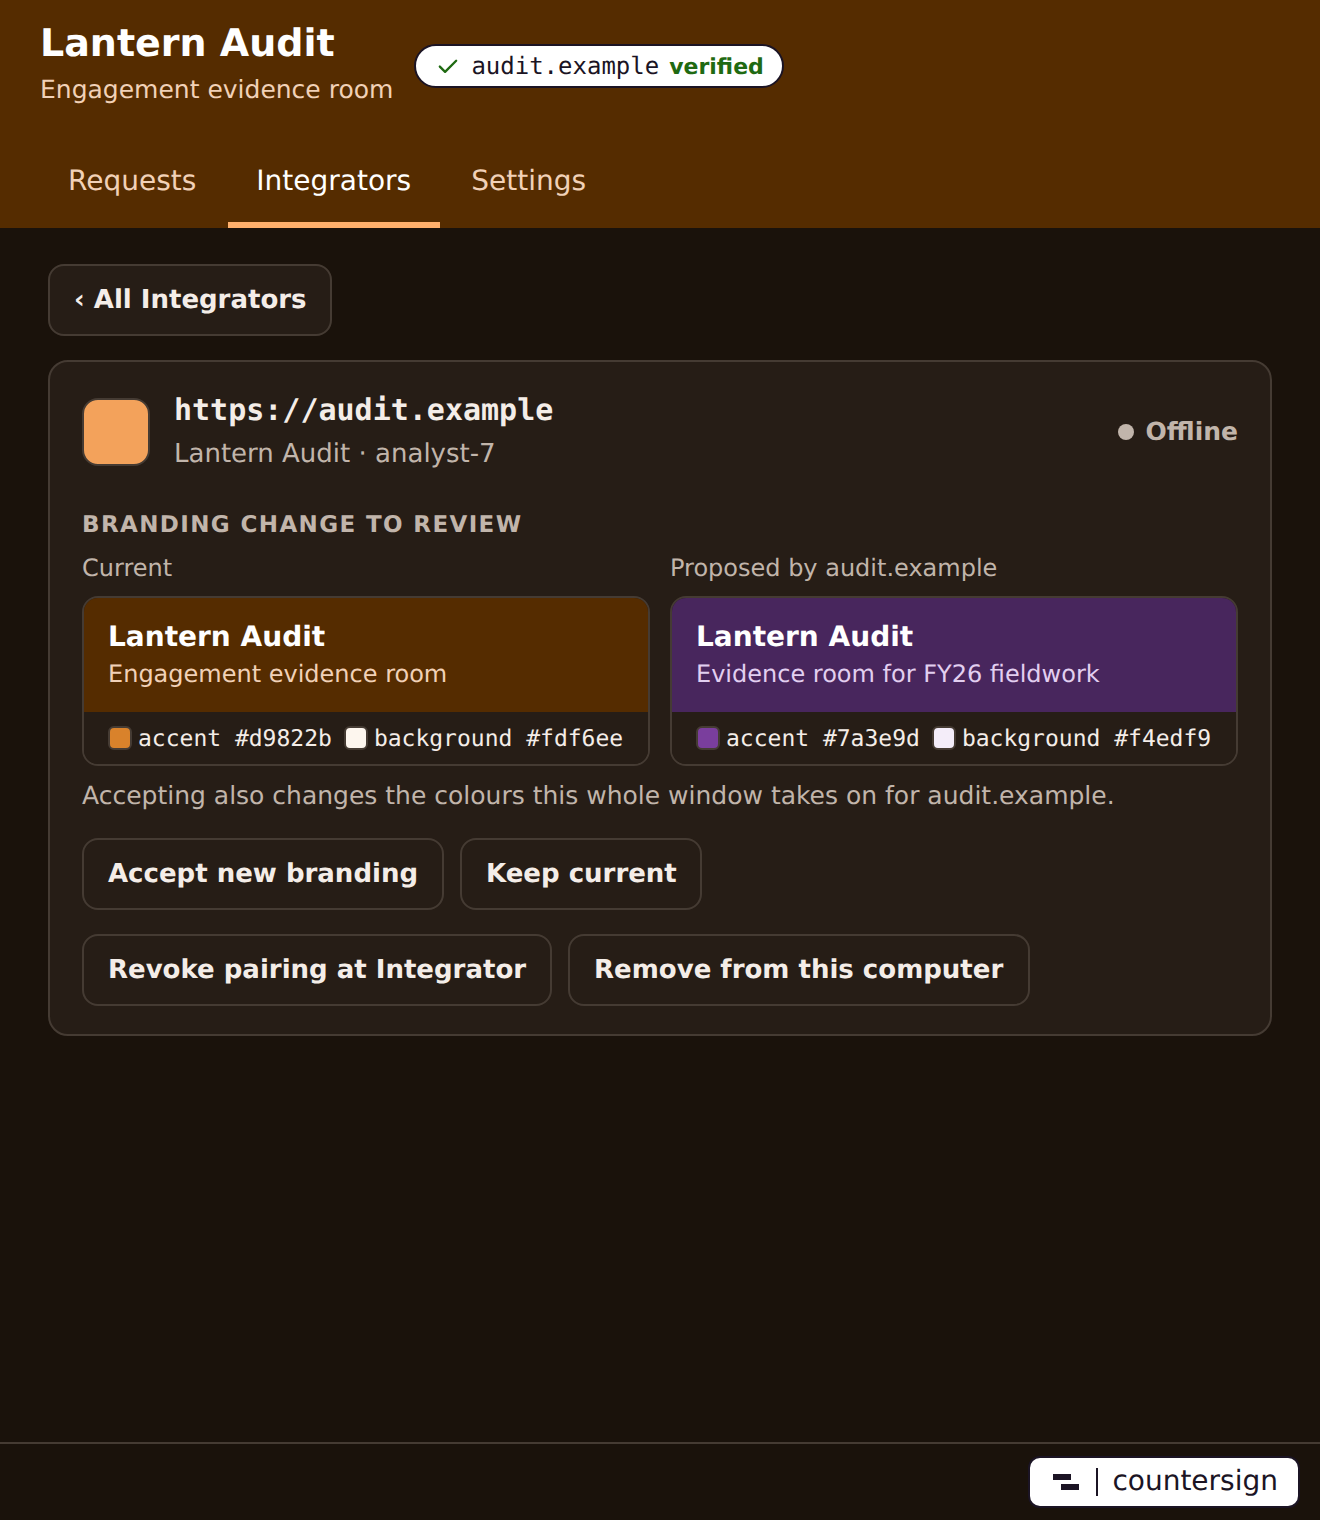 Lantern Audit
Engagement evidence room
audit.example verified
Requests Integrators Settings
‹ All Integrators
https://audit.example
Lantern Audit · analyst-7
Offline
BRANDING CHANGE TO REVIEW
Current
Lantern Audit
Engagement evidence room
accent #d9822b background #fdf6ee
Proposed by audit.example
Lantern Audit
Evidence room for FY26 fieldwork
accent #7a3e9d background #f4edf9
Accepting also changes the colours this whole window takes on for audit.example.
Accept new branding Keep current
Revoke pairing at Integrator Remove from this computer
countersign